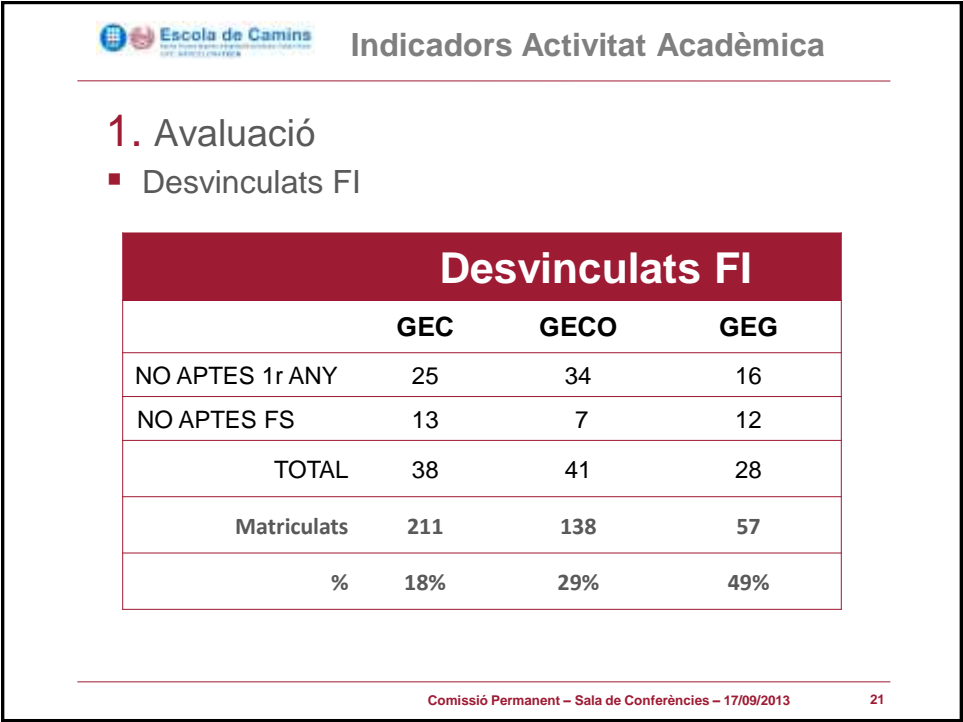 Escola de Camins
Indicadors Activitat Acadèmica
1. Avaluació
▪ Desvinculats FI
Desvinculats FI
GEC GECO GEG
NO APTES 1r ANY 25 34 16
NO APTES FS 13 7 12
TOTAL 38 41 28
Matriculats 211 138 57
% 18% 29% 49%
Comissió Permanent – Sala de Conferències – 17/09/2013 21